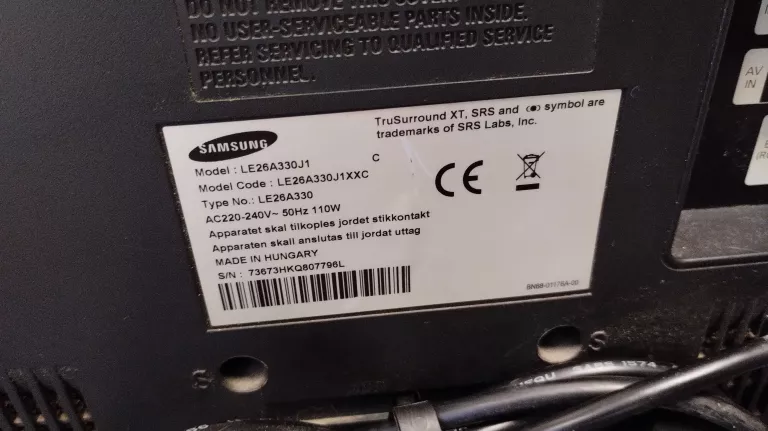 DO NOT REMOVE THIS COVER.
NO USER-SERVICEABLE PARTS INSIDE.
REFER SERVICING TO QUALIFIED SERVICE
PERSONNEL.
AV
IN
SAMSUNG
TruSurround XT, SRS and (●) symbol are
trademarks of SRS Labs, Inc.
Model : LE26A330J1 C
Model Code : LE26A330J1XXC
Type No.: LE26A330
AC220-240V~ 50Hz 110W
Apparatet skal tilkoples jordet stikkontakt
Apparaten skall anslutas till jordat uttag
MADE IN HUNGARY
S/N : 73673HKQ807796L
CE
S
S